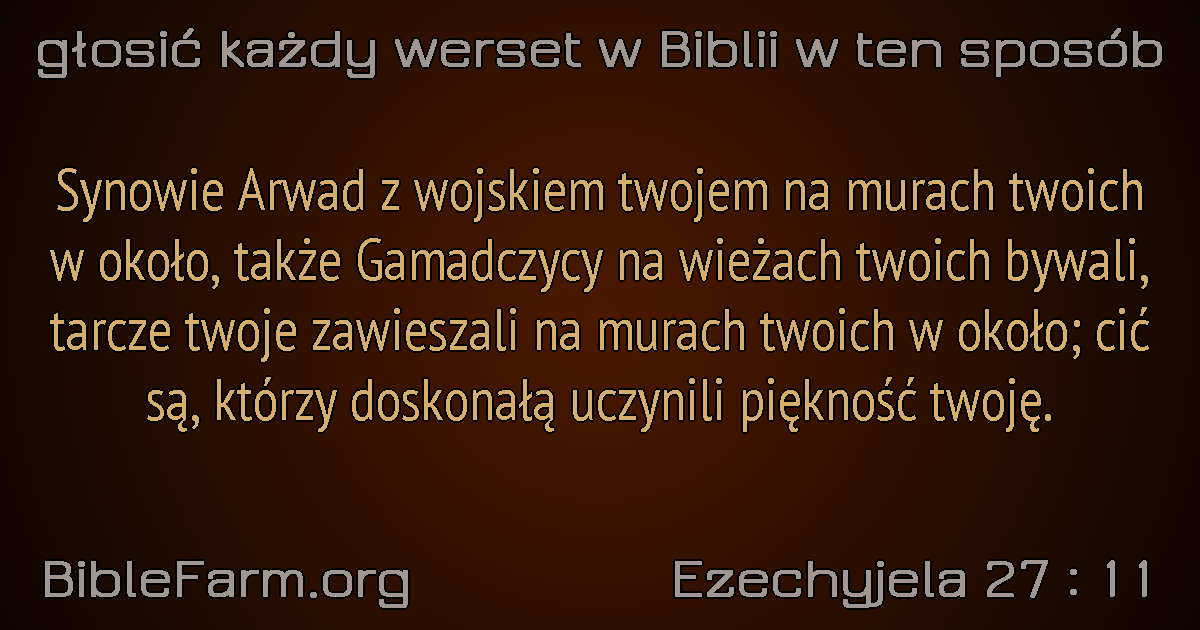 głosić każdy werset w Biblii w ten sposób
Synowie Arwad z wojskiem twojem na murach twoich
w około, także Gamadczycy na wieżach twoich bywali,
tarcze twoje zawieszali na murach twoich w około; cić
są, którzy doskonałą uczynili piękność twoję.
BibleFarm.org
Ezechyjela 27 : 11